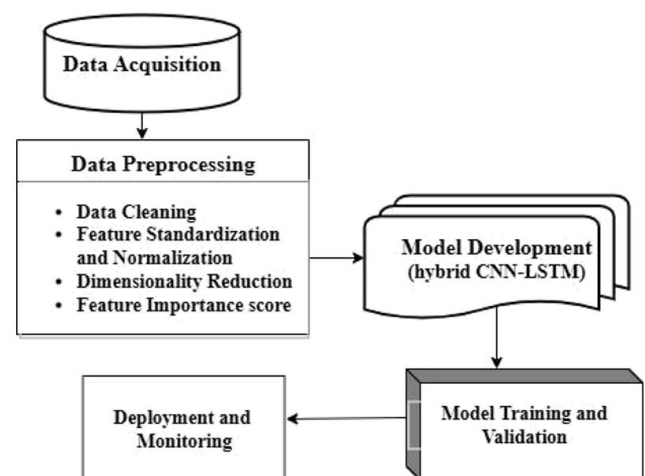 Data Acquisition
Data Preprocessing
• Data Cleaning
• Feature Standardization
and Normalization
• Dimensionality Reduction
• Feature Importance score
Model Development
(hybrid CNN-LSTM)
Model Training and
Validation
Deployment and
Monitoring